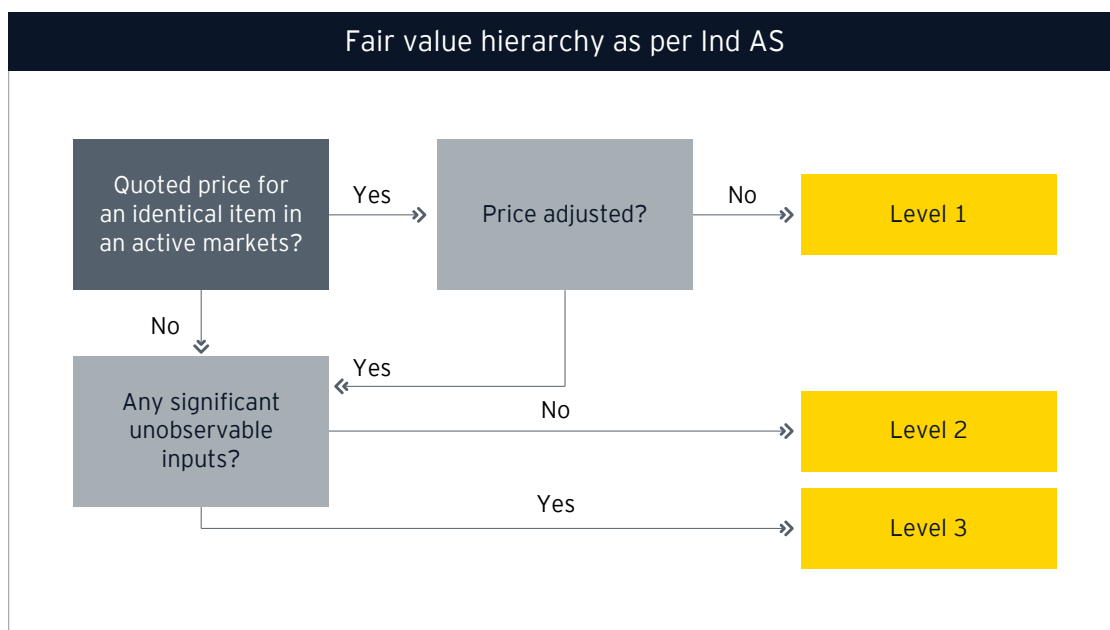 Fair value hierarchy as per Ind AS
Quoted price for
an identical item in
an active markets?
Yes
Price adjusted?
No
Level 1
No
Yes
Any significant
unobservable
inputs?
No
Level 2
Yes
Level 3